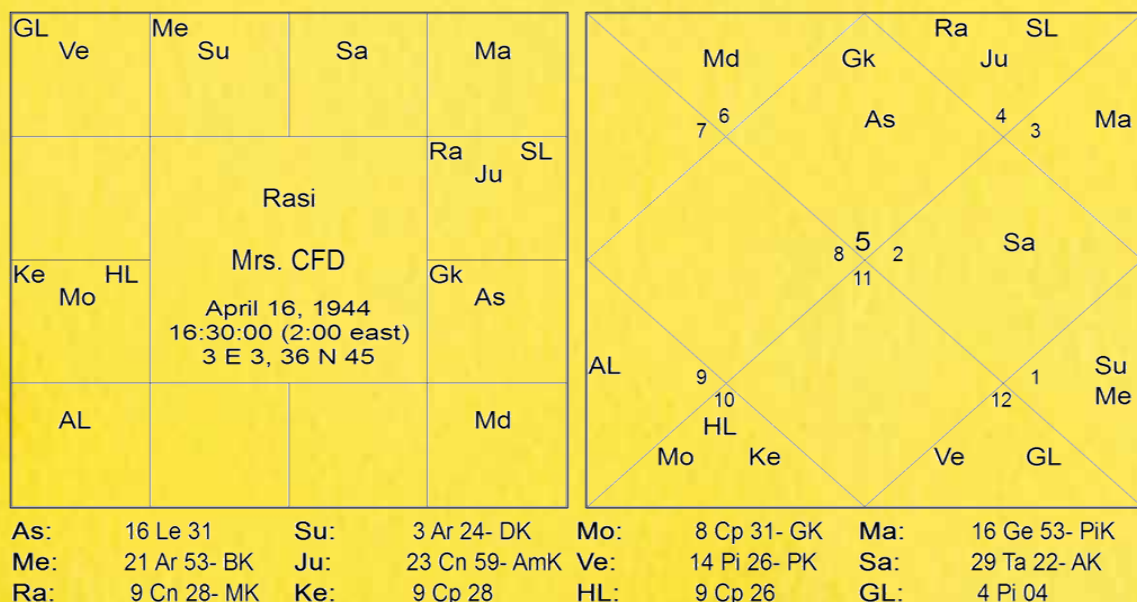 GL Ve
Me Su
Sa
Ma
Ra SL
Ju
Rasi
Mrs. CFD
April 16, 1944
16:30:00 (2:00 east)
3 E 3, 36 N 45
Ke HL
Mo
Gk As
AL
Md
Ra SL
Md Gk Ju
As Ma
6 4
7 3
Sa
5
8 2
11
AL Su
9 1
Me
10 12
HL
Mo Ke Ve GL
As: 16 Le 31 Su: 3 Ar 24- DK Mo: 8 Cp 31- GK Ma: 16 Ge 53- PiK
Me: 21 Ar 53- BK Ju: 23 Cn 59- AmK Ve: 14 Pi 26- PK Sa: 29 Ta 22- AK
Ra: 9 Cn 28- MK Ke: 9 Cp 28 HL: 9 Cp 26 GL: 4 Pi 04